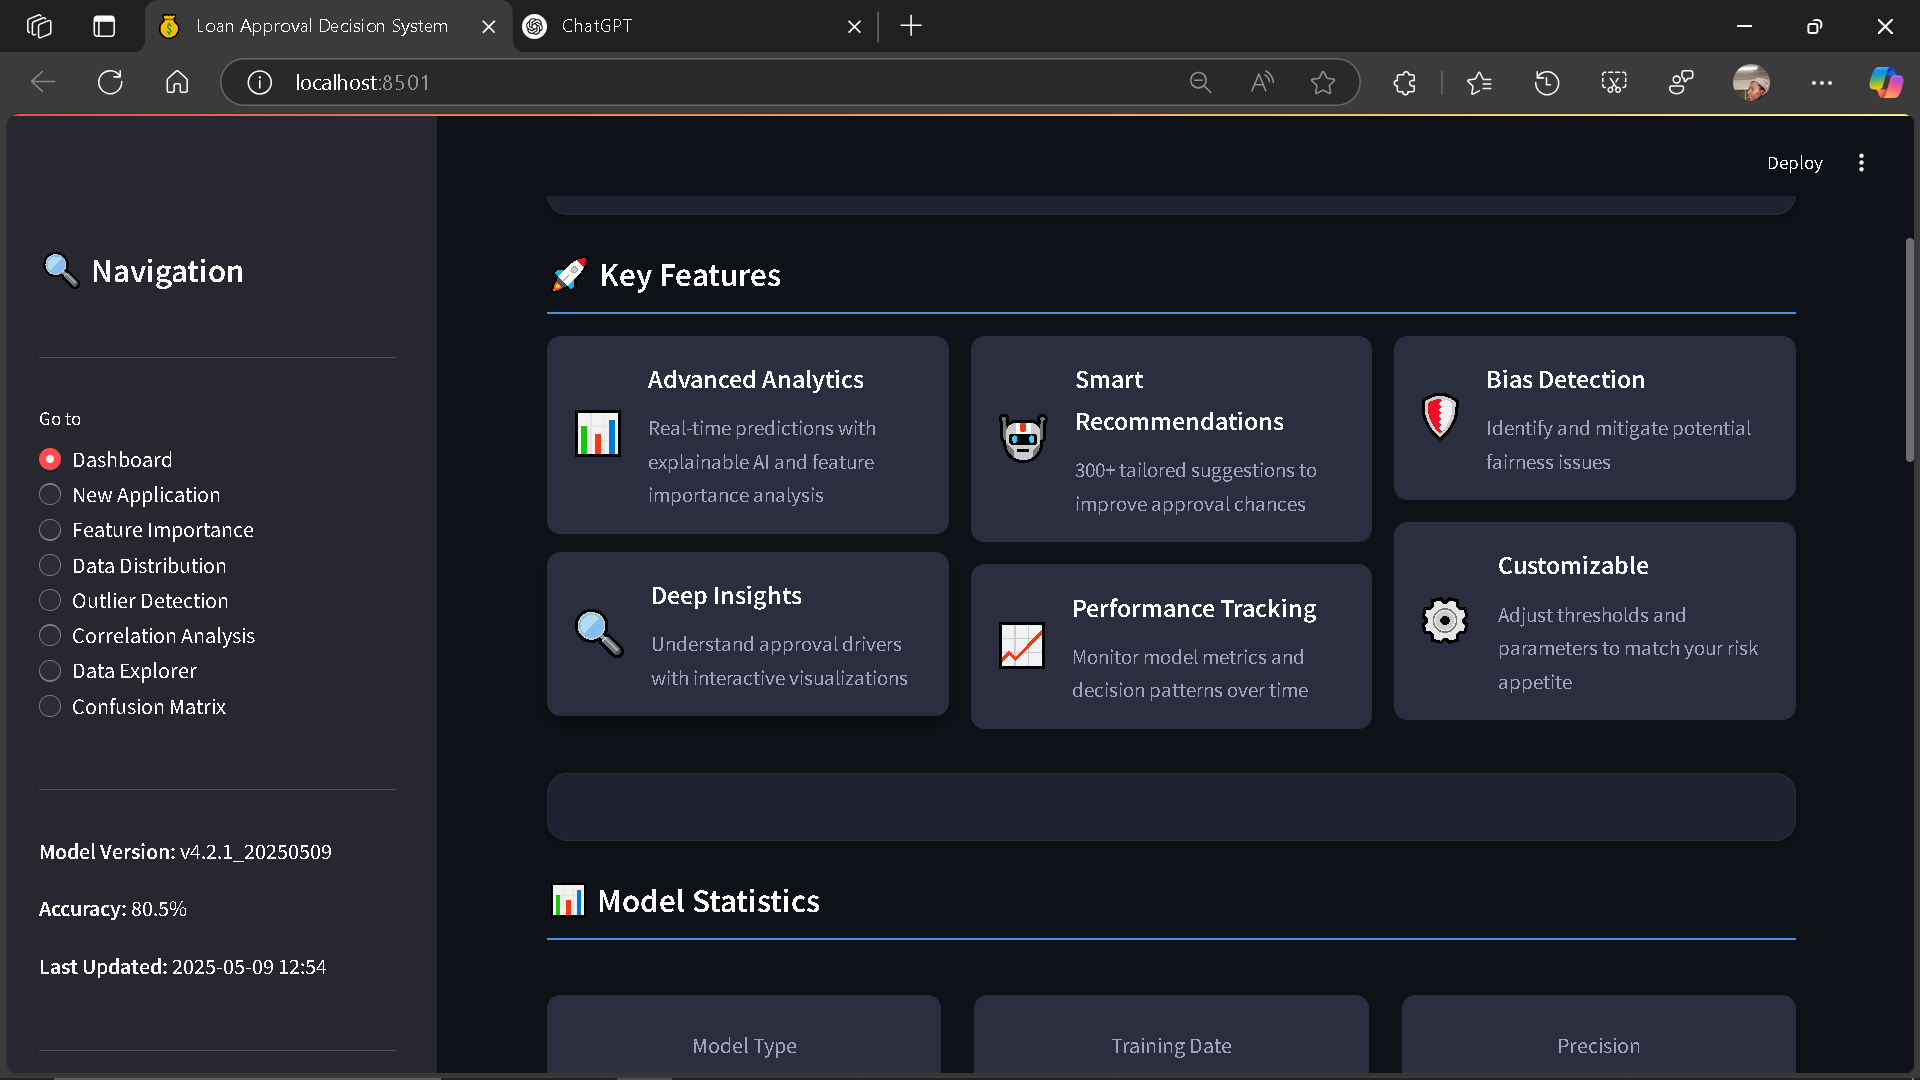 Loan Approval Decision System
ChatGPT
localhost:8501
Deploy
Navigation
Go to
Dashboard
New Application
Feature Importance
Data Distribution
Outlier Detection
Correlation Analysis
Data Explorer
Confusion Matrix
Model Version: v4.2.1_20250509
Accuracy: 80.5%
Last Updated: 2025-05-09 12:54
Key Features
Advanced Analytics
Real-time predictions with
explainable AI and feature
importance analysis
Smart
Recommendations
300+ tailored suggestions to
improve approval chances
Bias Detection
Identify and mitigate potential
fairness issues
Deep Insights
Understand approval drivers
with interactive visualizations
Performance Tracking
Monitor model metrics and
decision patterns over time
Customizable
Adjust thresholds and
parameters to match your risk
appetite
Model Statistics
Model Type
Training Date
Precision